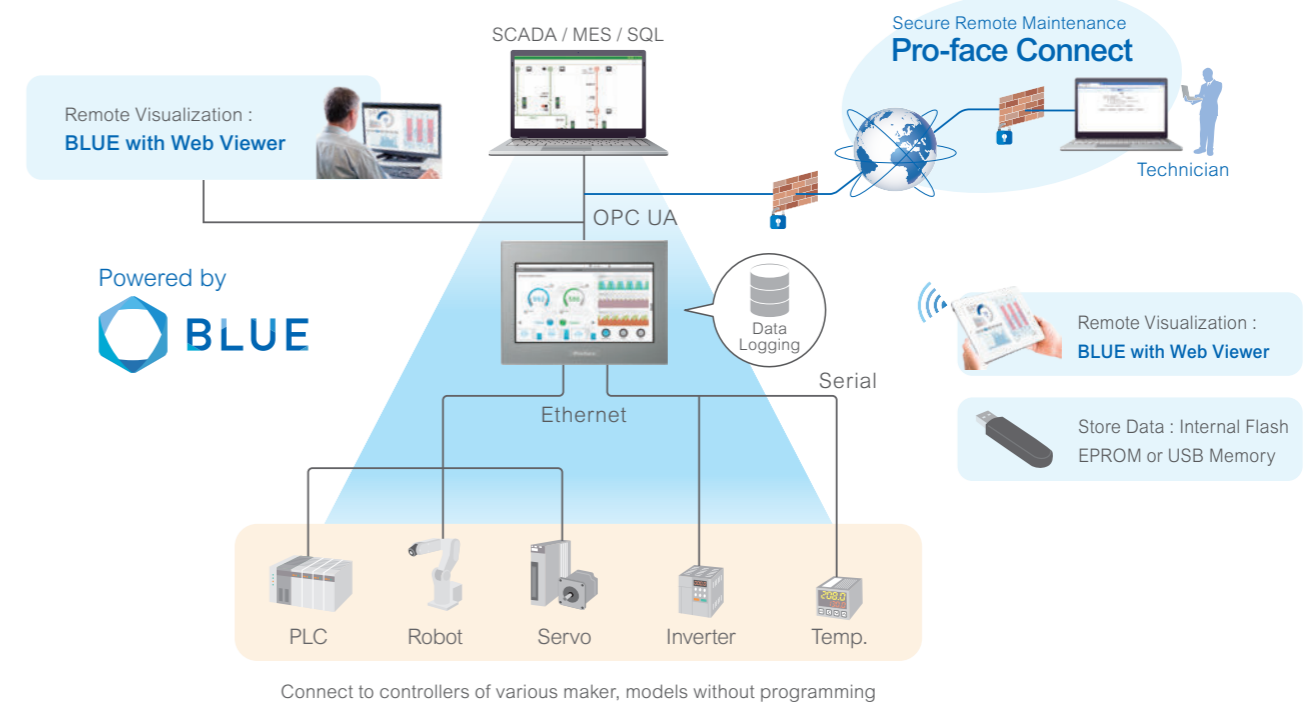 SCADA / MES / SQL
Secure Remote Maintenance
Pro-face Connect
Remote Visualization :
BLUE with Web Viewer
Technician
OPC UA
Powered by
BLUE
Data
Logging
Remote Visualization :
BLUE with Web Viewer
Serial
Ethernet
Store Data : Internal Flash
EPROM or USB Memory
208.0
PLC
Robot
Servo
Inverter
Temp.
Connect to controllers of various maker, models without programming